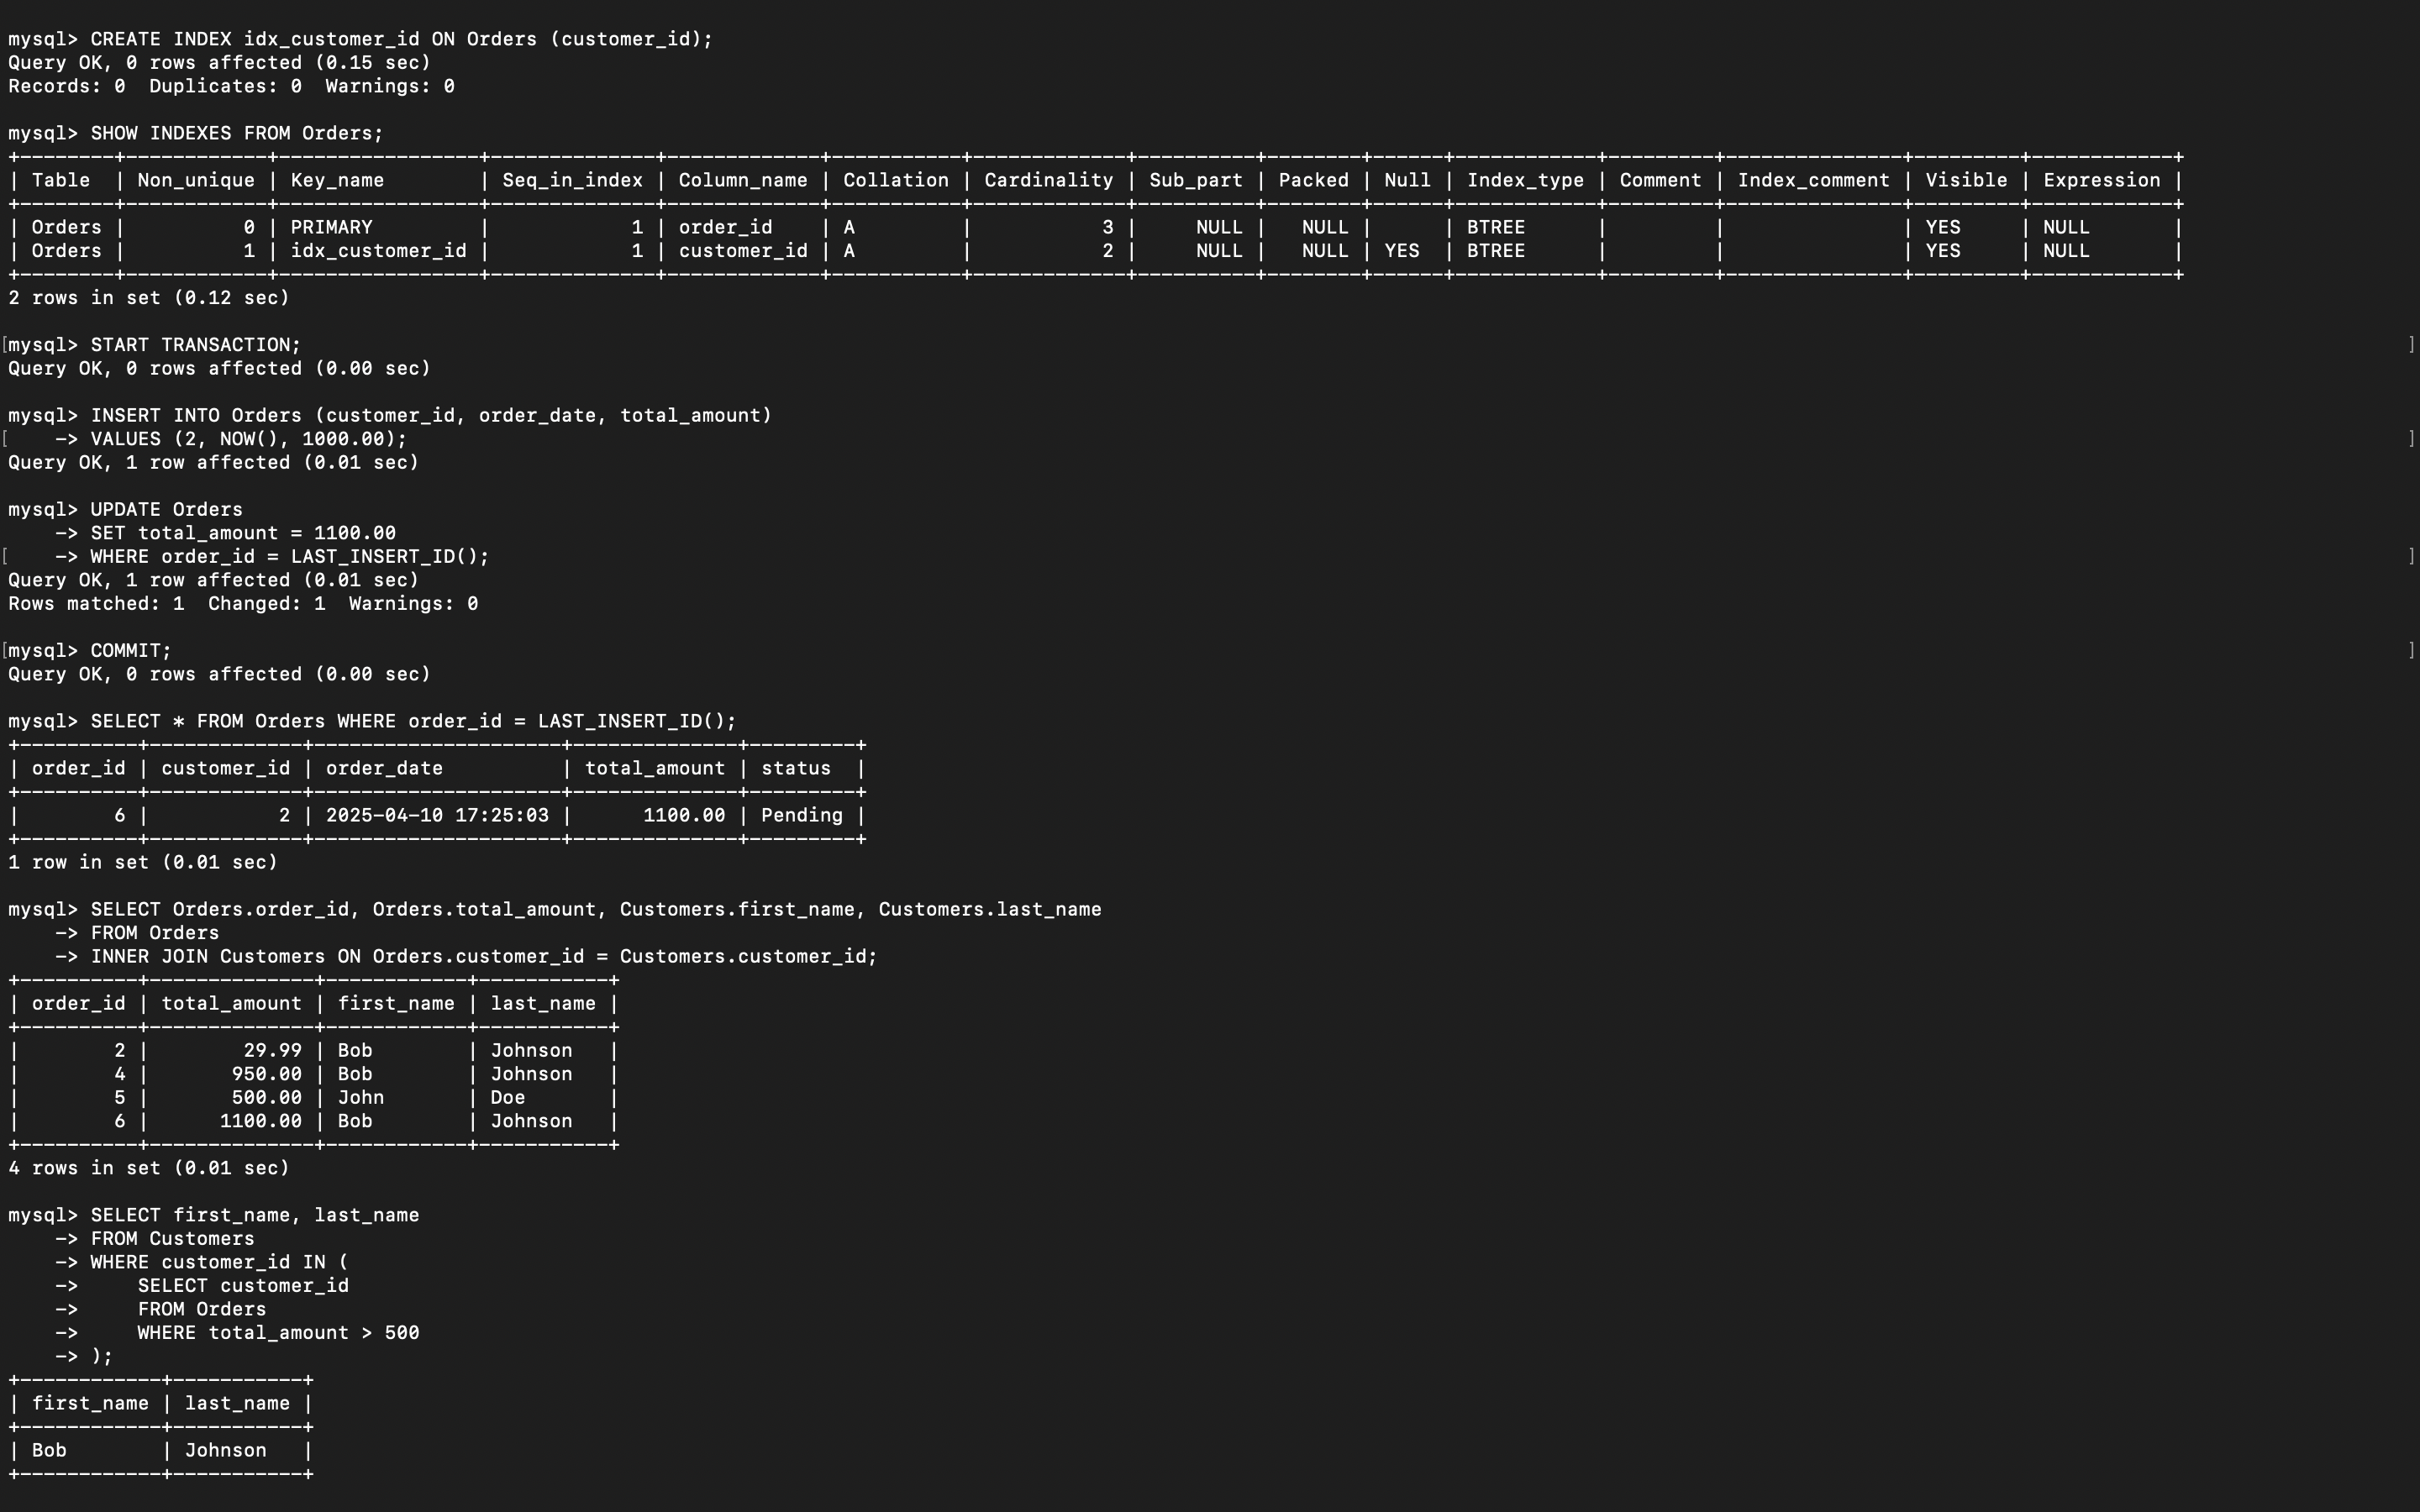 mysql> CREATE INDEX idx_customer_id ON Orders (customer_id);
Query OK, 0 rows affected (0.15 sec)
Records: 0  Duplicates: 0  Warnings: 0

mysql> SHOW INDEXES FROM Orders;
+--------+------------+-----------------+--------------+-------------+-----------+-------------+----------+--------+------+------------+---------+---------------+---------+------------+
| Table  | Non_unique | Key_name        | Seq_in_index | Column_name | Collation | Cardinality | Sub_part | Packed | Null | Index_type | Comment | Index_comment | Visible | Expression |
+--------+------------+-----------------+--------------+-------------+-----------+-------------+----------+--------+------+------------+---------+---------------+---------+------------+
| Orders |          0 | PRIMARY         |            1 | order_id    | A         |           3 |     NULL |   NULL |      | BTREE      |         |               | YES     | NULL       |
| Orders |          1 | idx_customer_id |            1 | customer_id | A         |           2 |     NULL |   NULL | YES  | BTREE      |         |               | YES     | NULL       |
+--------+------------+-----------------+--------------+-------------+-----------+-------------+----------+--------+------+------------+---------+---------------+---------+------------+
2 rows in set (0.12 sec)

[mysql> START TRANSACTION; ]
Query OK, 0 rows affected (0.00 sec)

mysql> INSERT INTO Orders (customer_id, order_date, total_amount)
[    -> VALUES (2, NOW(), 1000.00); ]
Query OK, 1 row affected (0.01 sec)

mysql> UPDATE Orders
    -> SET total_amount = 1100.00
[    -> WHERE order_id = LAST_INSERT_ID(); ]
Query OK, 1 row affected (0.01 sec)
Rows matched: 1  Changed: 1  Warnings: 0

[mysql> COMMIT; ]
Query OK, 0 rows affected (0.00 sec)

mysql> SELECT * FROM Orders WHERE order_id = LAST_INSERT_ID();
+----------+-------------+---------------------+--------------+---------+
| order_id | customer_id | order_date          | total_amount | status  |
+----------+-------------+---------------------+--------------+---------+
|        6 |           2 | 2025-04-10 17:25:03 |      1100.00 | Pending |
+----------+-------------+---------------------+--------------+---------+
1 row in set (0.01 sec)

mysql> SELECT Orders.order_id, Orders.total_amount, Customers.first_name, Customers.last_name
    -> FROM Orders
    -> INNER JOIN Customers ON Orders.customer_id = Customers.customer_id;
+----------+--------------+------------+-----------+
| order_id | total_amount | first_name | last_name |
+----------+--------------+------------+-----------+
|        2 |        29.99 | Bob        | Johnson   |
|        4 |       950.00 | Bob        | Johnson   |
|        5 |       500.00 | John       | Doe       |
|        6 |      1100.00 | Bob        | Johnson   |
+----------+--------------+------------+-----------+
4 rows in set (0.01 sec)

mysql> SELECT first_name, last_name
    -> FROM Customers
    -> WHERE customer_id IN (
    ->     SELECT customer_id
    ->     FROM Orders
    ->     WHERE total_amount > 500
    -> );
+------------+-----------+
| first_name | last_name |
+------------+-----------+
| Bob        | Johnson   |
+------------+-----------+